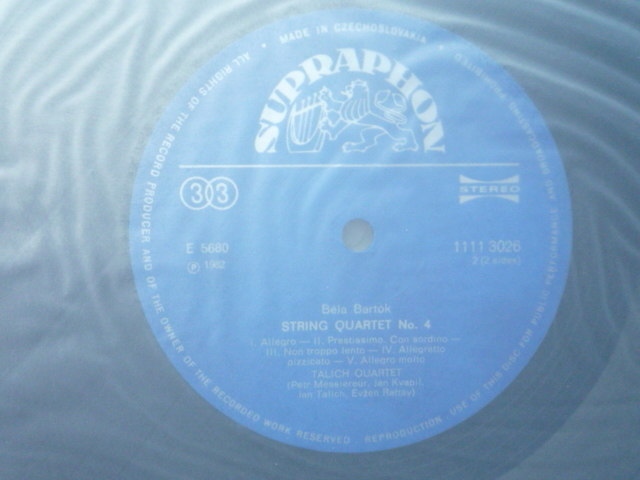 MADE IN CZECHOSLOVAKIA
ALL RIGHTS OF THE RECORD PRODUCER AND OF THE OWNER OF THE RECORDED WORK RESERVED · REPRODUCTION · USE OF THIS DISC FOR PUBLIC PERFORMANCE AND BROADCASTING PROHIBITED
SUPRAPHON
33
STEREO
E 5680
1111 3026
℗ 1982
2/(2 sides)
Béla Bartók
STRING QUARTET No. 4
I. Allegro — II. Prestissimo. Con sordino —
III. Non troppo lento — IV. Allegretto
pizzicato — V. Allegro molto
TALICH QUARTET
(Petr Messiereur, Jan Kvapil,
Jan Talich, Evžen Rattay)